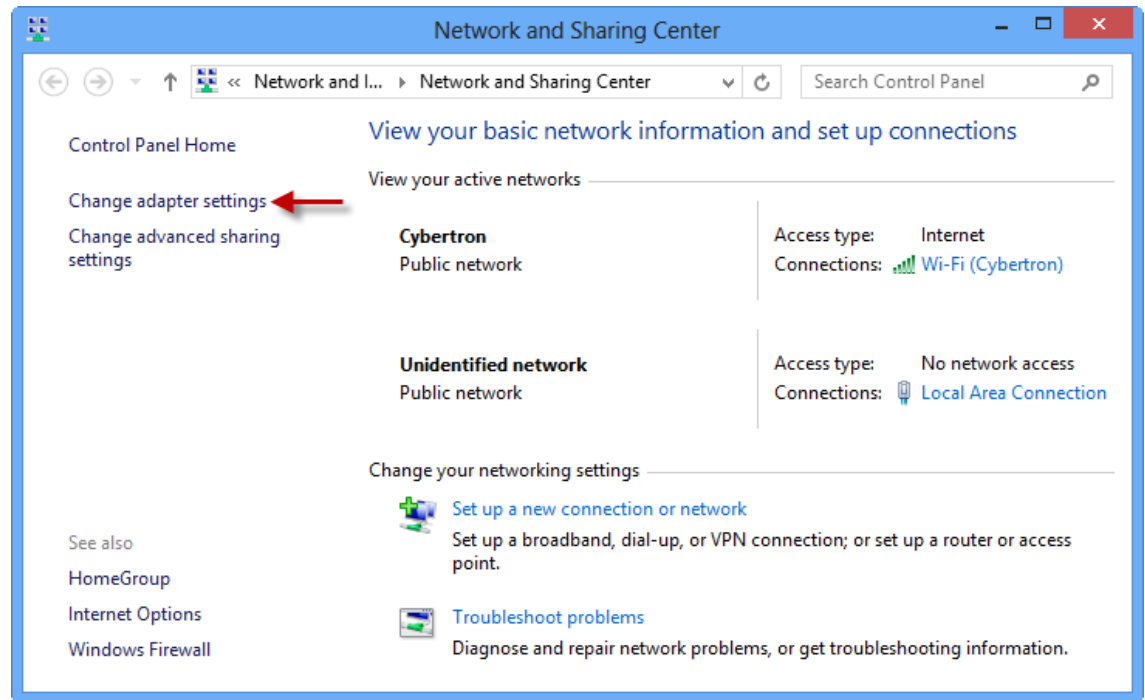 Network and Sharing Center
« Network and I... Network and Sharing Center
Search Control Panel
Control Panel Home
Change adapter settings
Change advanced sharing
settings
See also
HomeGroup
Internet Options
Windows Firewall
View your basic network information and set up connections
View your active networks
Cybertron
Public network
Access type: Internet
Connections: Wi-Fi (Cybertron)
Unidentified network
Public network
Access type: No network access
Connections: Local Area Connection
Change your networking settings
Set up a new connection or network
Set up a broadband, dial-up, or VPN connection; or set up a router or access
point.
Troubleshoot problems
Diagnose and repair network problems, or get troubleshooting information.